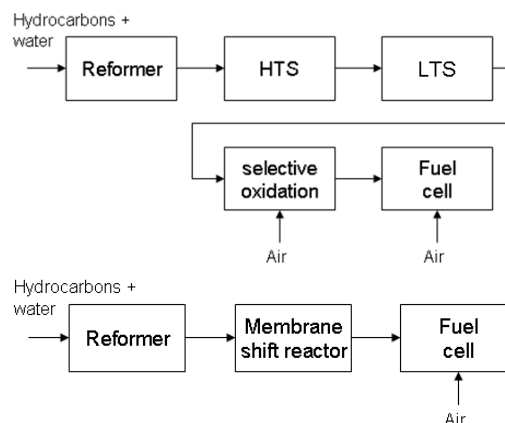 Hydrocarbons +
water
Reformer
HTS
LTS
selective
oxidation
Fuel
cell
Air
Air
Hydrocarbons +
water
Reformer
Membrane
shift reactor
Fuel
cell
Air